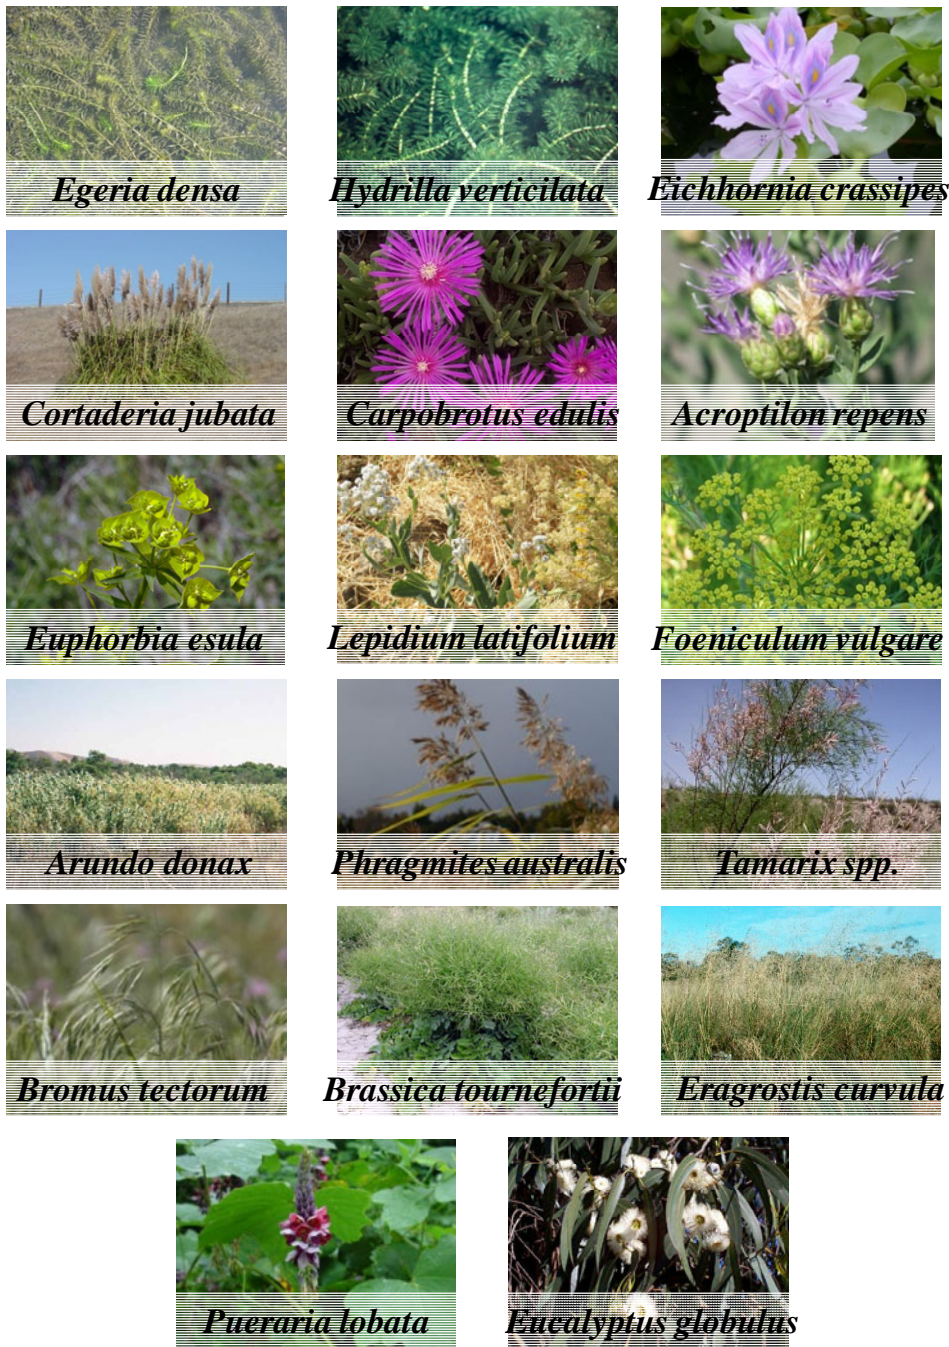 Egeria densa
Hydrilla verticilata
Eichhornia crassipes
Cortaderia jubata
Carpobrotus edulis
Acroptilon repens
Euphorbia esula
Lepidium latifolium
Foeniculum vulgare
Arundo donax
Phragmites australis
Tamarix spp.
Bromus tectorum
Brassica tournefortii
Eragrostis curvula
Pueraria lobata
Eucalyptus globulus